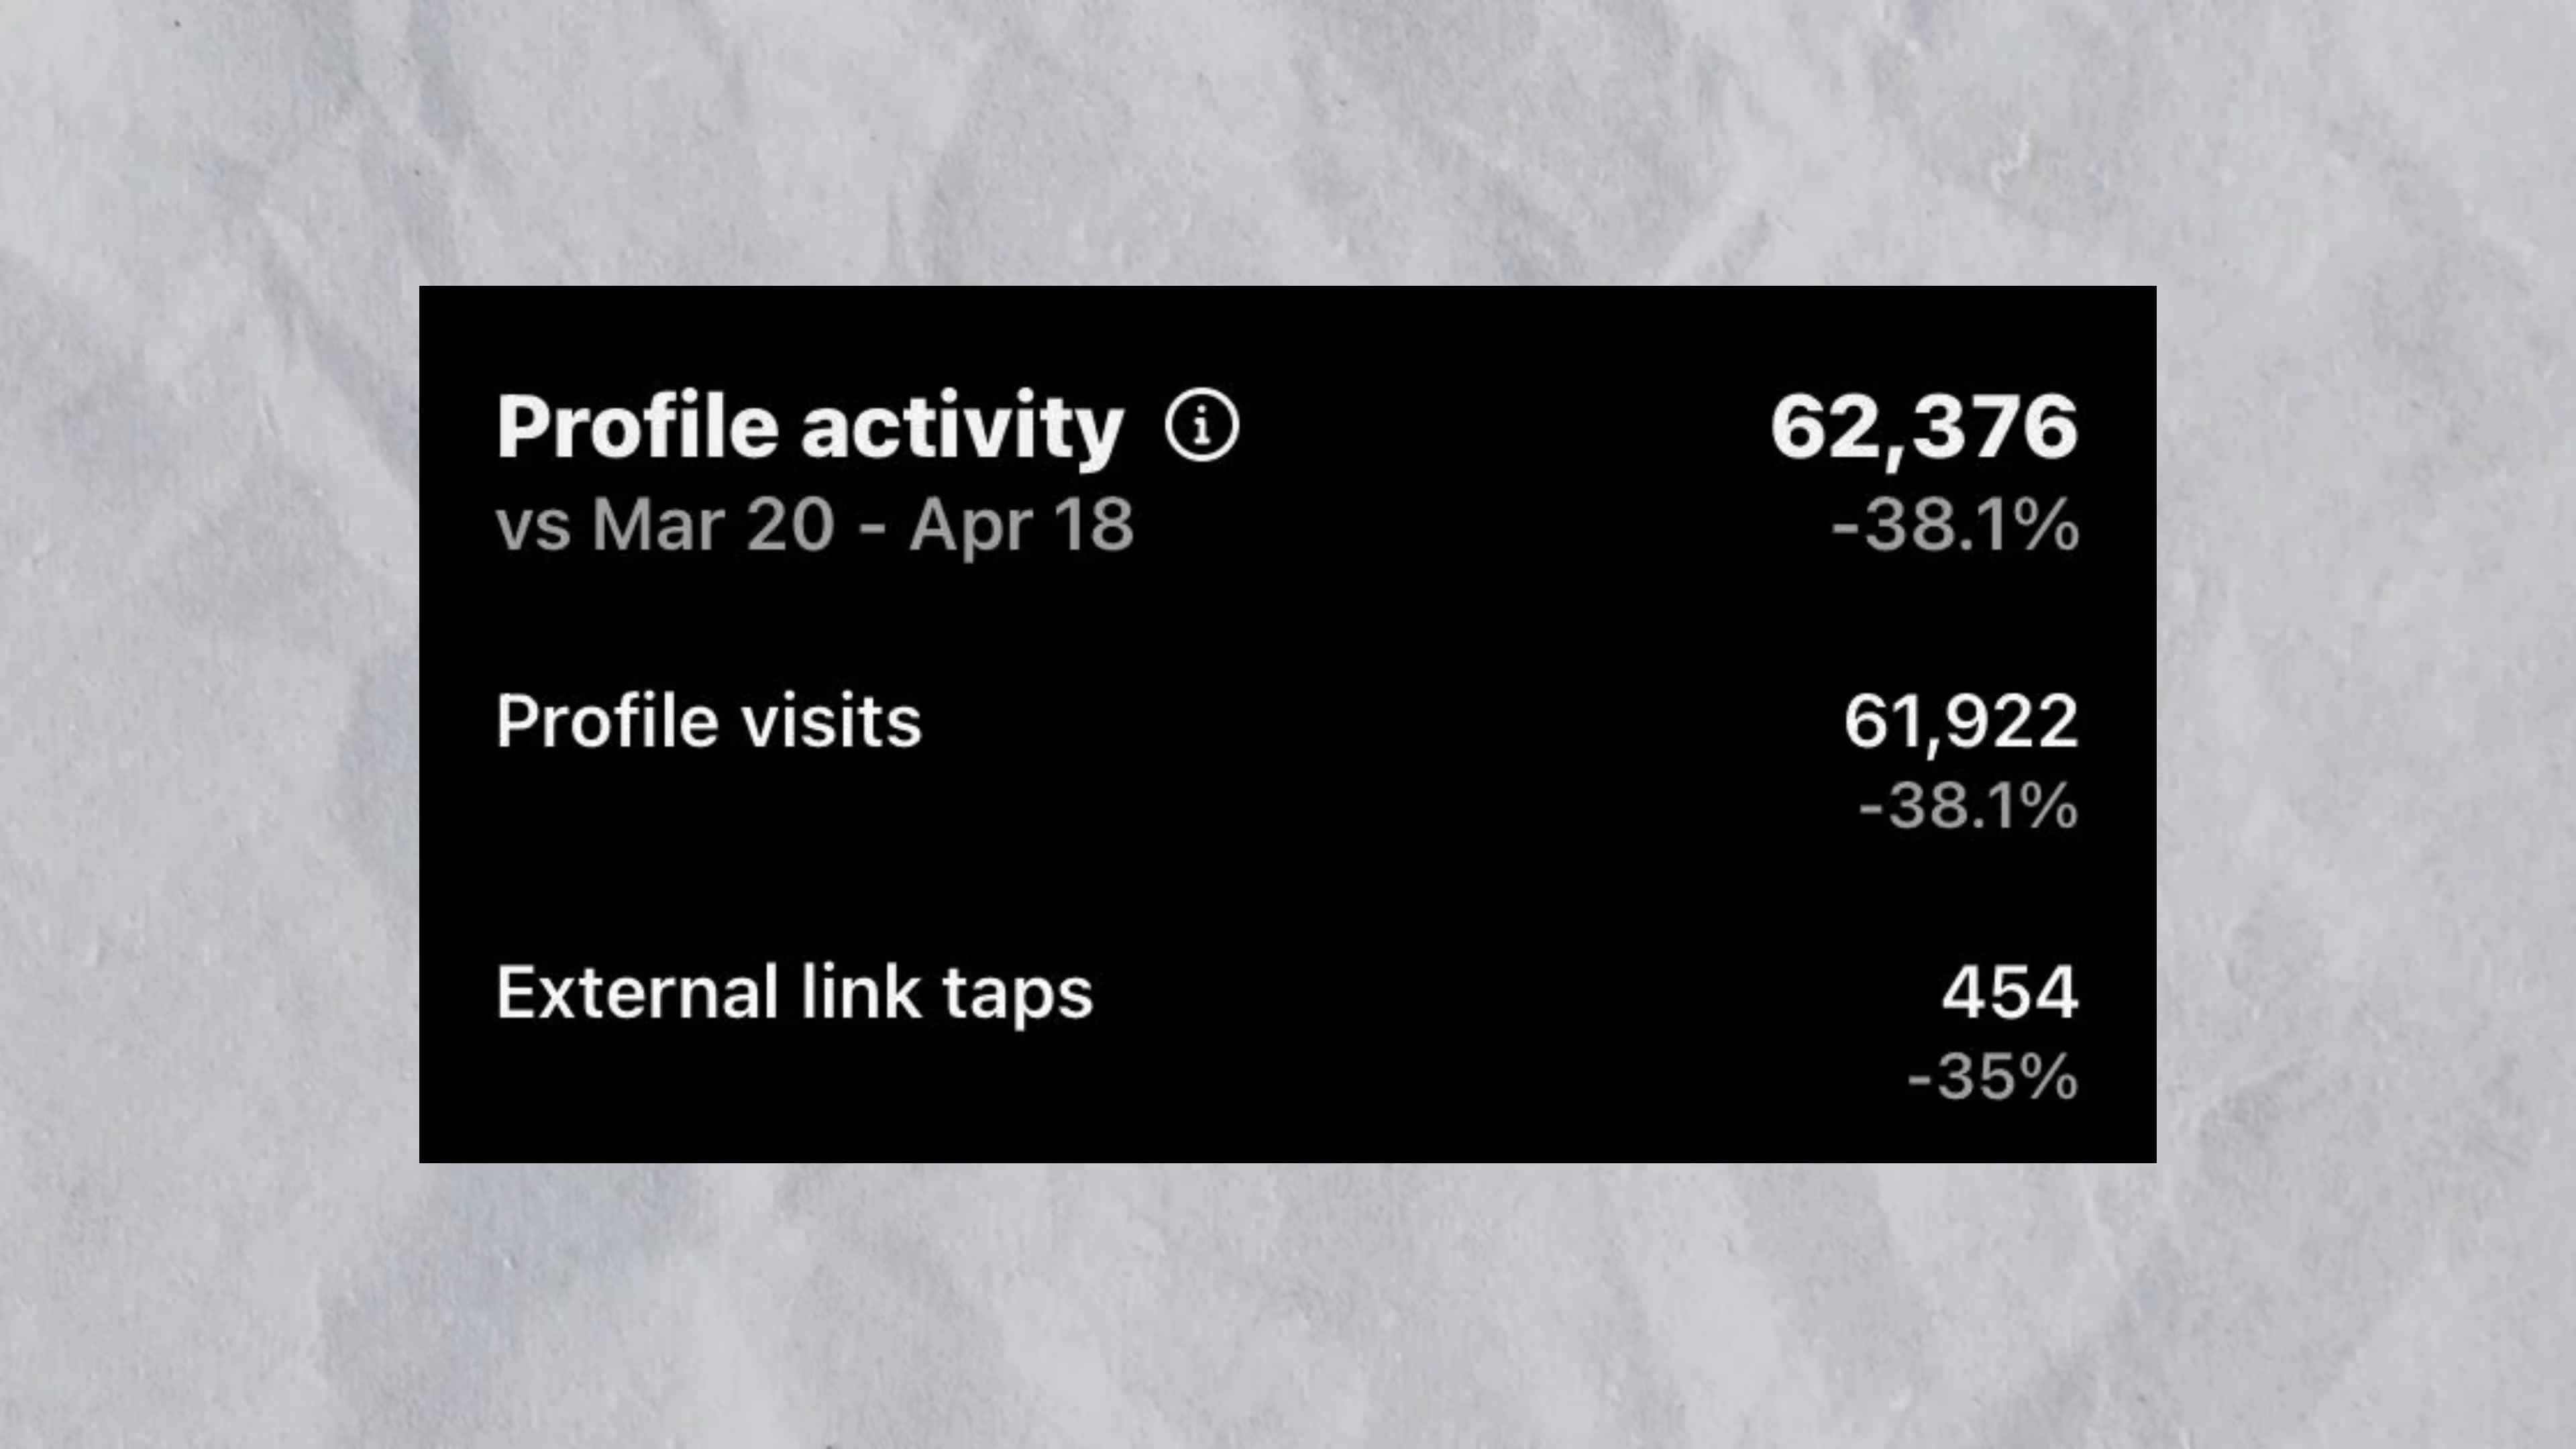 Profile activity 62,376
vs Mar 20 - Apr 18 -38.1%
Profile visits 61,922
-38.1%
External link taps 454
-35%